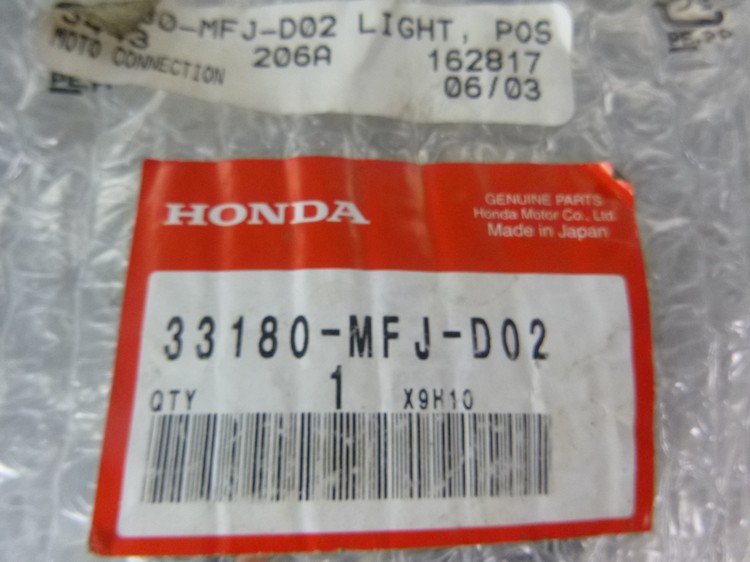 0-MFJ-D02 LIGHT, POS
MOTO CONNECTION 206A 162817
06/03
HONDA
GENUINE PARTS
Honda Motor Co., Ltd.
Made in Japan
33180-MFJ-D02
QTY 1 X9H10